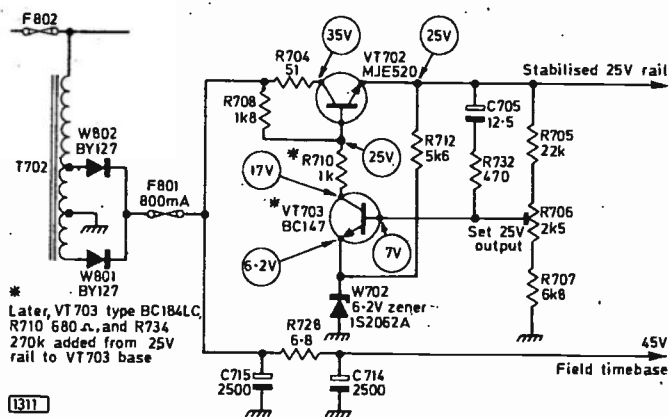 F802
T702
W802
BY127
F801
800mA
W801
BY127
R704
51
R708
1k8
35V
VT702
MJE520
25V
Stabilised 25V rail
* R710
1k
25V
17V
* VT703
BC147
6·2V
7V
R712
5k6
C705
12·5
R732
470
R705
22k
R706
2k5
Set 25V
output
R707
6k8
W702
6·2V zener
1S2062A
*
Later, VT703 type BC184LC,
R710 680 Ω, and R734
270k added from 25V
rail to VT703 base
R728
6·8
C715
2500
C714
2500
45V
Field timebase
1311